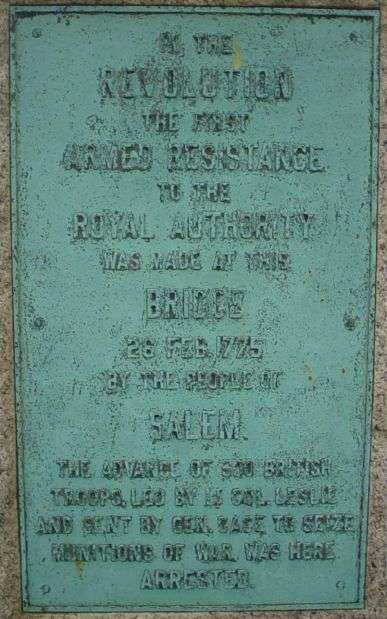 IN THE
REVOLUTION
THE FIRST
ARMED RESISTANCE
TO THE
ROYAL AUTHORITY
WAS MADE AT THIS
BRIDGE
26 FEB. 1775
BY THE PEOPLE OF
SALEM.
THE ADVANCE OF 300 BRITISH
TROOPS, LED BY LT. COL. LESLIE
AND SENT BY GEN. GAGE TO SEIZE
MUNITIONS OF WAR, WAS HERE
ARRESTED.